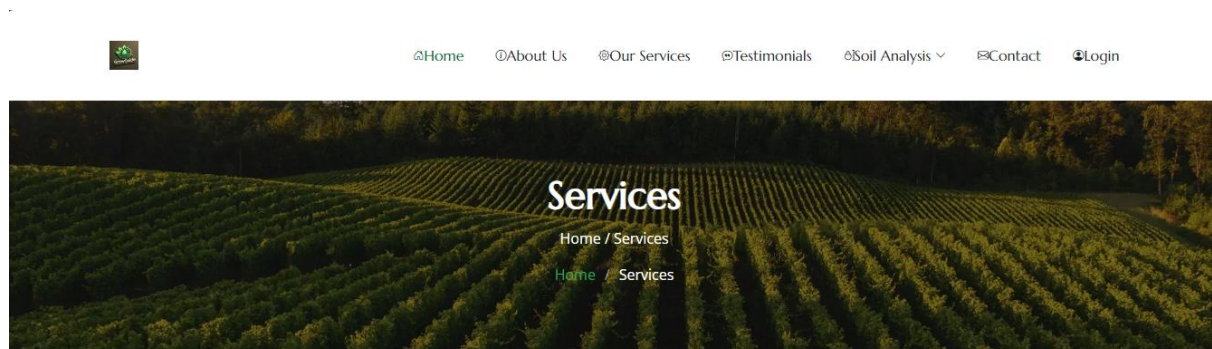 Home About Us Our Services Testimonials Soil Analysis Contact Login
Services
Home / Services
Home / Services